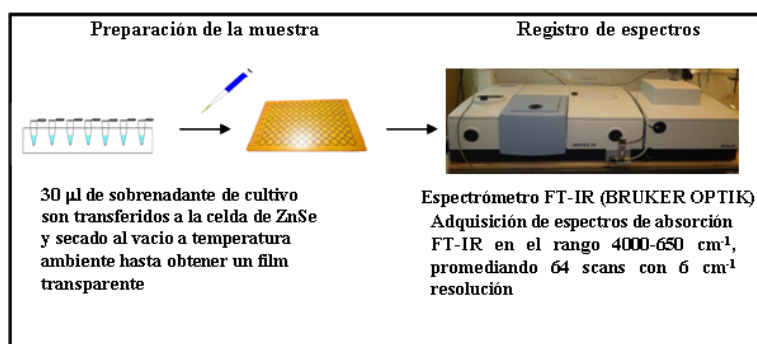 Preparación de la muestra
Registro de espectros
30 µl de sobrenadante de cultivo
son transferidos a la celda de ZnSe
y secado al vacio a temperatura
ambiente hasta obtener un film
transparente
Espectrómetro FT-IR (BRUKER OPTIK)
Adquisición de espectros de absorción
FT-IR en el rango 4000-650 cm-1,
promediando 64 scans con 6 cm-1
resolución